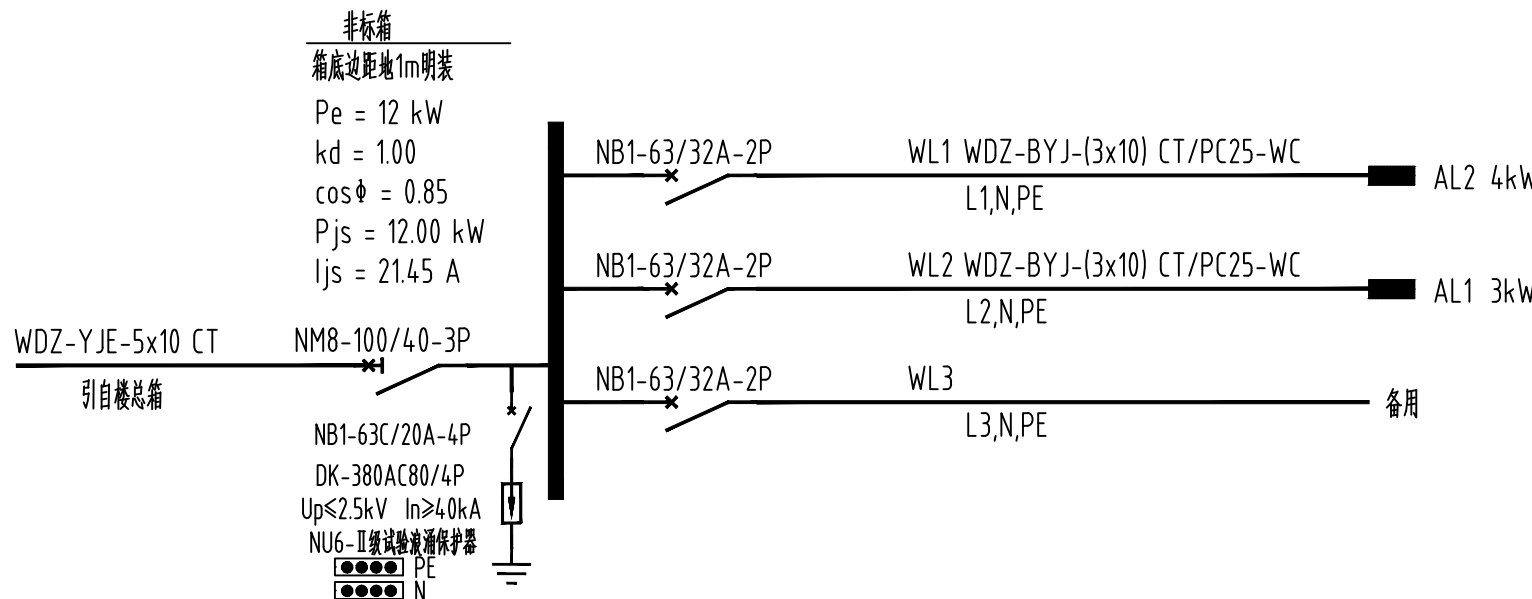 非标箱
箱底边距地1m明装
Pe = 12 kW
kd = 1.00
cosΦ = 0.85
Pjs = 12.00 kW
Ijs = 21.45 A
WDZ-YJE-5x10 CT
引自楼总箱
NM8-100/40-3P
NB1-63C/20A-4P
DK-380AC80/4P
Up≤2.5kV In≥40kA
NU6-Ⅱ级试验浪涌保护器
PE
N
NB1-63/32A-2P
WL1 WDZ-BYJ-(3x10) CT/PC25-WC
L1,N,PE
AL2 4kW
NB1-63/32A-2P
WL2 WDZ-BYJ-(3x10) CT/PC25-WC
L2,N,PE
AL1 3kW
NB1-63/32A-2P
WL3
L3,N,PE
备用